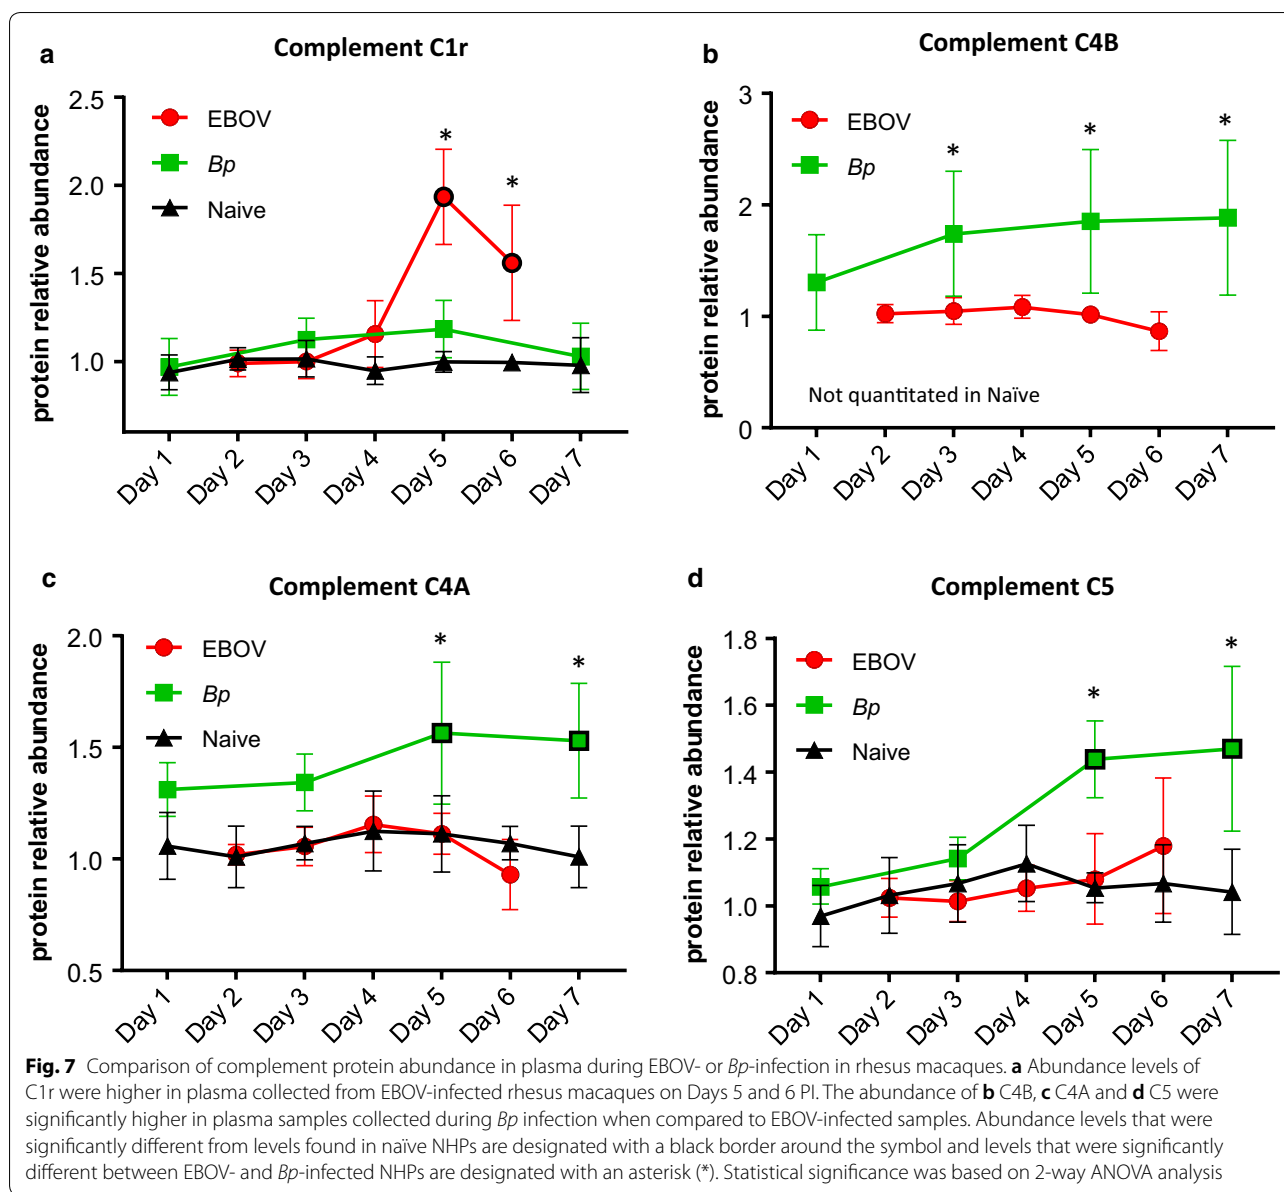 a
Complement C1r
protein relative abundance
2.5
2.0
1.5
1.0
EBOV
Bp
Naive
*
*
Day 1
Day 2
Day 3
Day 4
Day 5
Day 6
Day 7
b
Complement C4B
protein relative abundance
3
2
1
0
EBOV
Bp
*
*
*
Not quantitated in Naïve
Day 1
Day 2
Day 3
Day 4
Day 5
Day 6
Day 7
c
Complement C4A
protein relative abundance
2.0
1.5
1.0
0.5
EBOV
Bp
Naive
*
*
Day 1
Day 2
Day 3
Day 4
Day 5
Day 6
Day 7
d
Complement C5
protein relative abundance
1.8
1.6
1.4
1.2
1.0
0.8
EBOV
Bp
Naive
*
*
Day 1
Day 2
Day 3
Day 4
Day 5
Day 6
Day 7
Fig. 7 Comparison of complement protein abundance in plasma during EBOV- or Bp-infection in rhesus macaques. a Abundance levels of
C1r were higher in plasma collected from EBOV-infected rhesus macaques on Days 5 and 6 PI. The abundance of b C4B, c C4A and d C5 were
significantly higher in plasma samples collected during Bp infection when compared to EBOV-infected samples. Abundance levels that were
significantly different from levels found in naïve NHPs are designated with a black border around the symbol and levels that were significantly
different between EBOV- and Bp-infected NHPs are designated with an asterisk (*). Statistical significance was based on 2-way ANOVA analysis